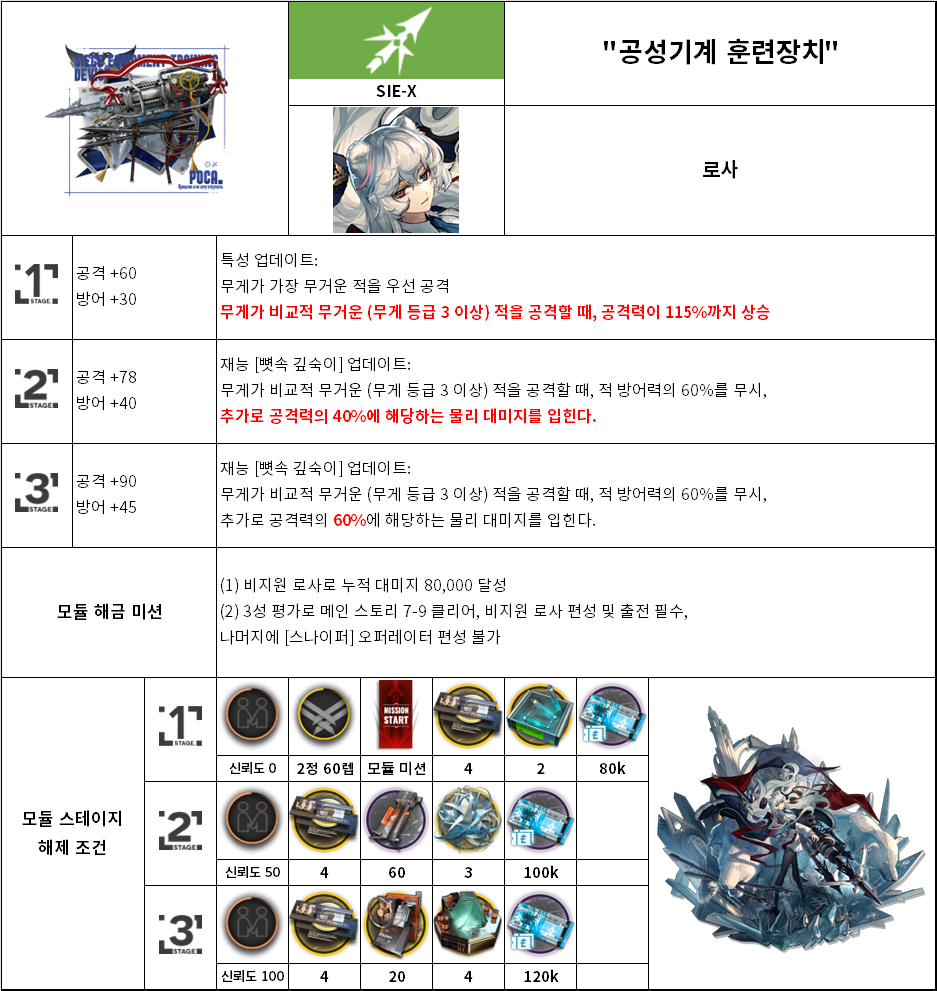 SIEGE EQUIPMENT TRAINING
DEVICE
РОСА.
SIE-X
"공성기계 훈련장치"
로사
1
STAGE.
공격 +60
방어 +30
특성 업데이트:
무게가 가장 무거운 적을 우선 공격
무게가 비교적 무거운 (무게 등급 3 이상) 적을 공격할 때, 공격력이 115%까지 상승
2
STAGE.
공격 +78
방어 +40
재능 [뼛속 깊숙이] 업데이트:
무게가 비교적 무거운 (무게 등급 3 이상) 적을 공격할 때, 적 방어력의 60%를 무시,
추가로 공격력의 40%에 해당하는 물리 대미지를 입힌다.
3
STAGE.
공격 +90
방어 +45
재능 [뼛속 깊숙이] 업데이트:
무게가 비교적 무거운 (무게 등급 3 이상) 적을 공격할 때, 적 방어력의 60%를 무시,
추가로 공격력의 60%에 해당하는 물리 대미지를 입힌다.
모듈 해금 미션
(1) 비지원 로사로 누적 대미지 80,000 달성
(2) 3성 평가로 메인 스토리 7-9 클리어, 비지원 로사 편성 및 출전 필수,
나머지에 [스나이퍼] 오퍼레이터 편성 불가
모듈 스테이지
해제 조건
1
STAGE.
MISSION
START
신뢰도 0
2정 60렙
모듈 미션
4
2
80k
2
STAGE.
신뢰도 50
4
60
3
100k
3
STAGE.
신뢰도 100
4
20
4
120k